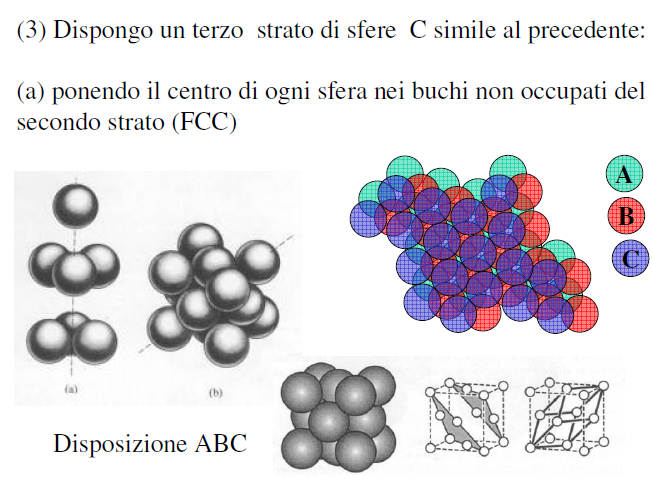 (3) Dispongo un terzo strato di sfere C simile al precedente:
(a) ponendo il centro di ogni sfera nei buchi non occupati del
secondo strato (FCC)
A
B
C
(a)
(b)
Disposizione ABC